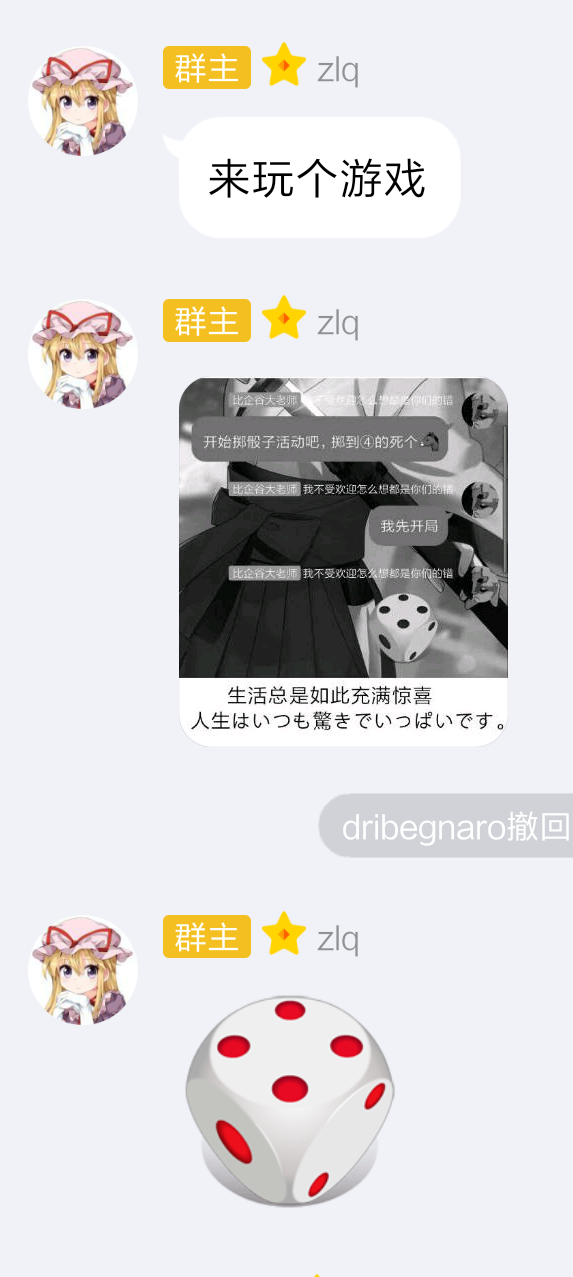 群主 zlq
来玩个游戏
群主 zlq
比企谷大老师 我不受欢迎怎么想都是你们的错
开始掷骰子活动吧，掷到④的死个
比企谷大老师 我不受欢迎怎么想都是你们的错
我先开局
比企谷大老师 我不受欢迎怎么想都是你们的错
生活总是如此充满惊喜
人生はいつも驚きでいっぱいです。
dribegnaro撤回
群主 zlq